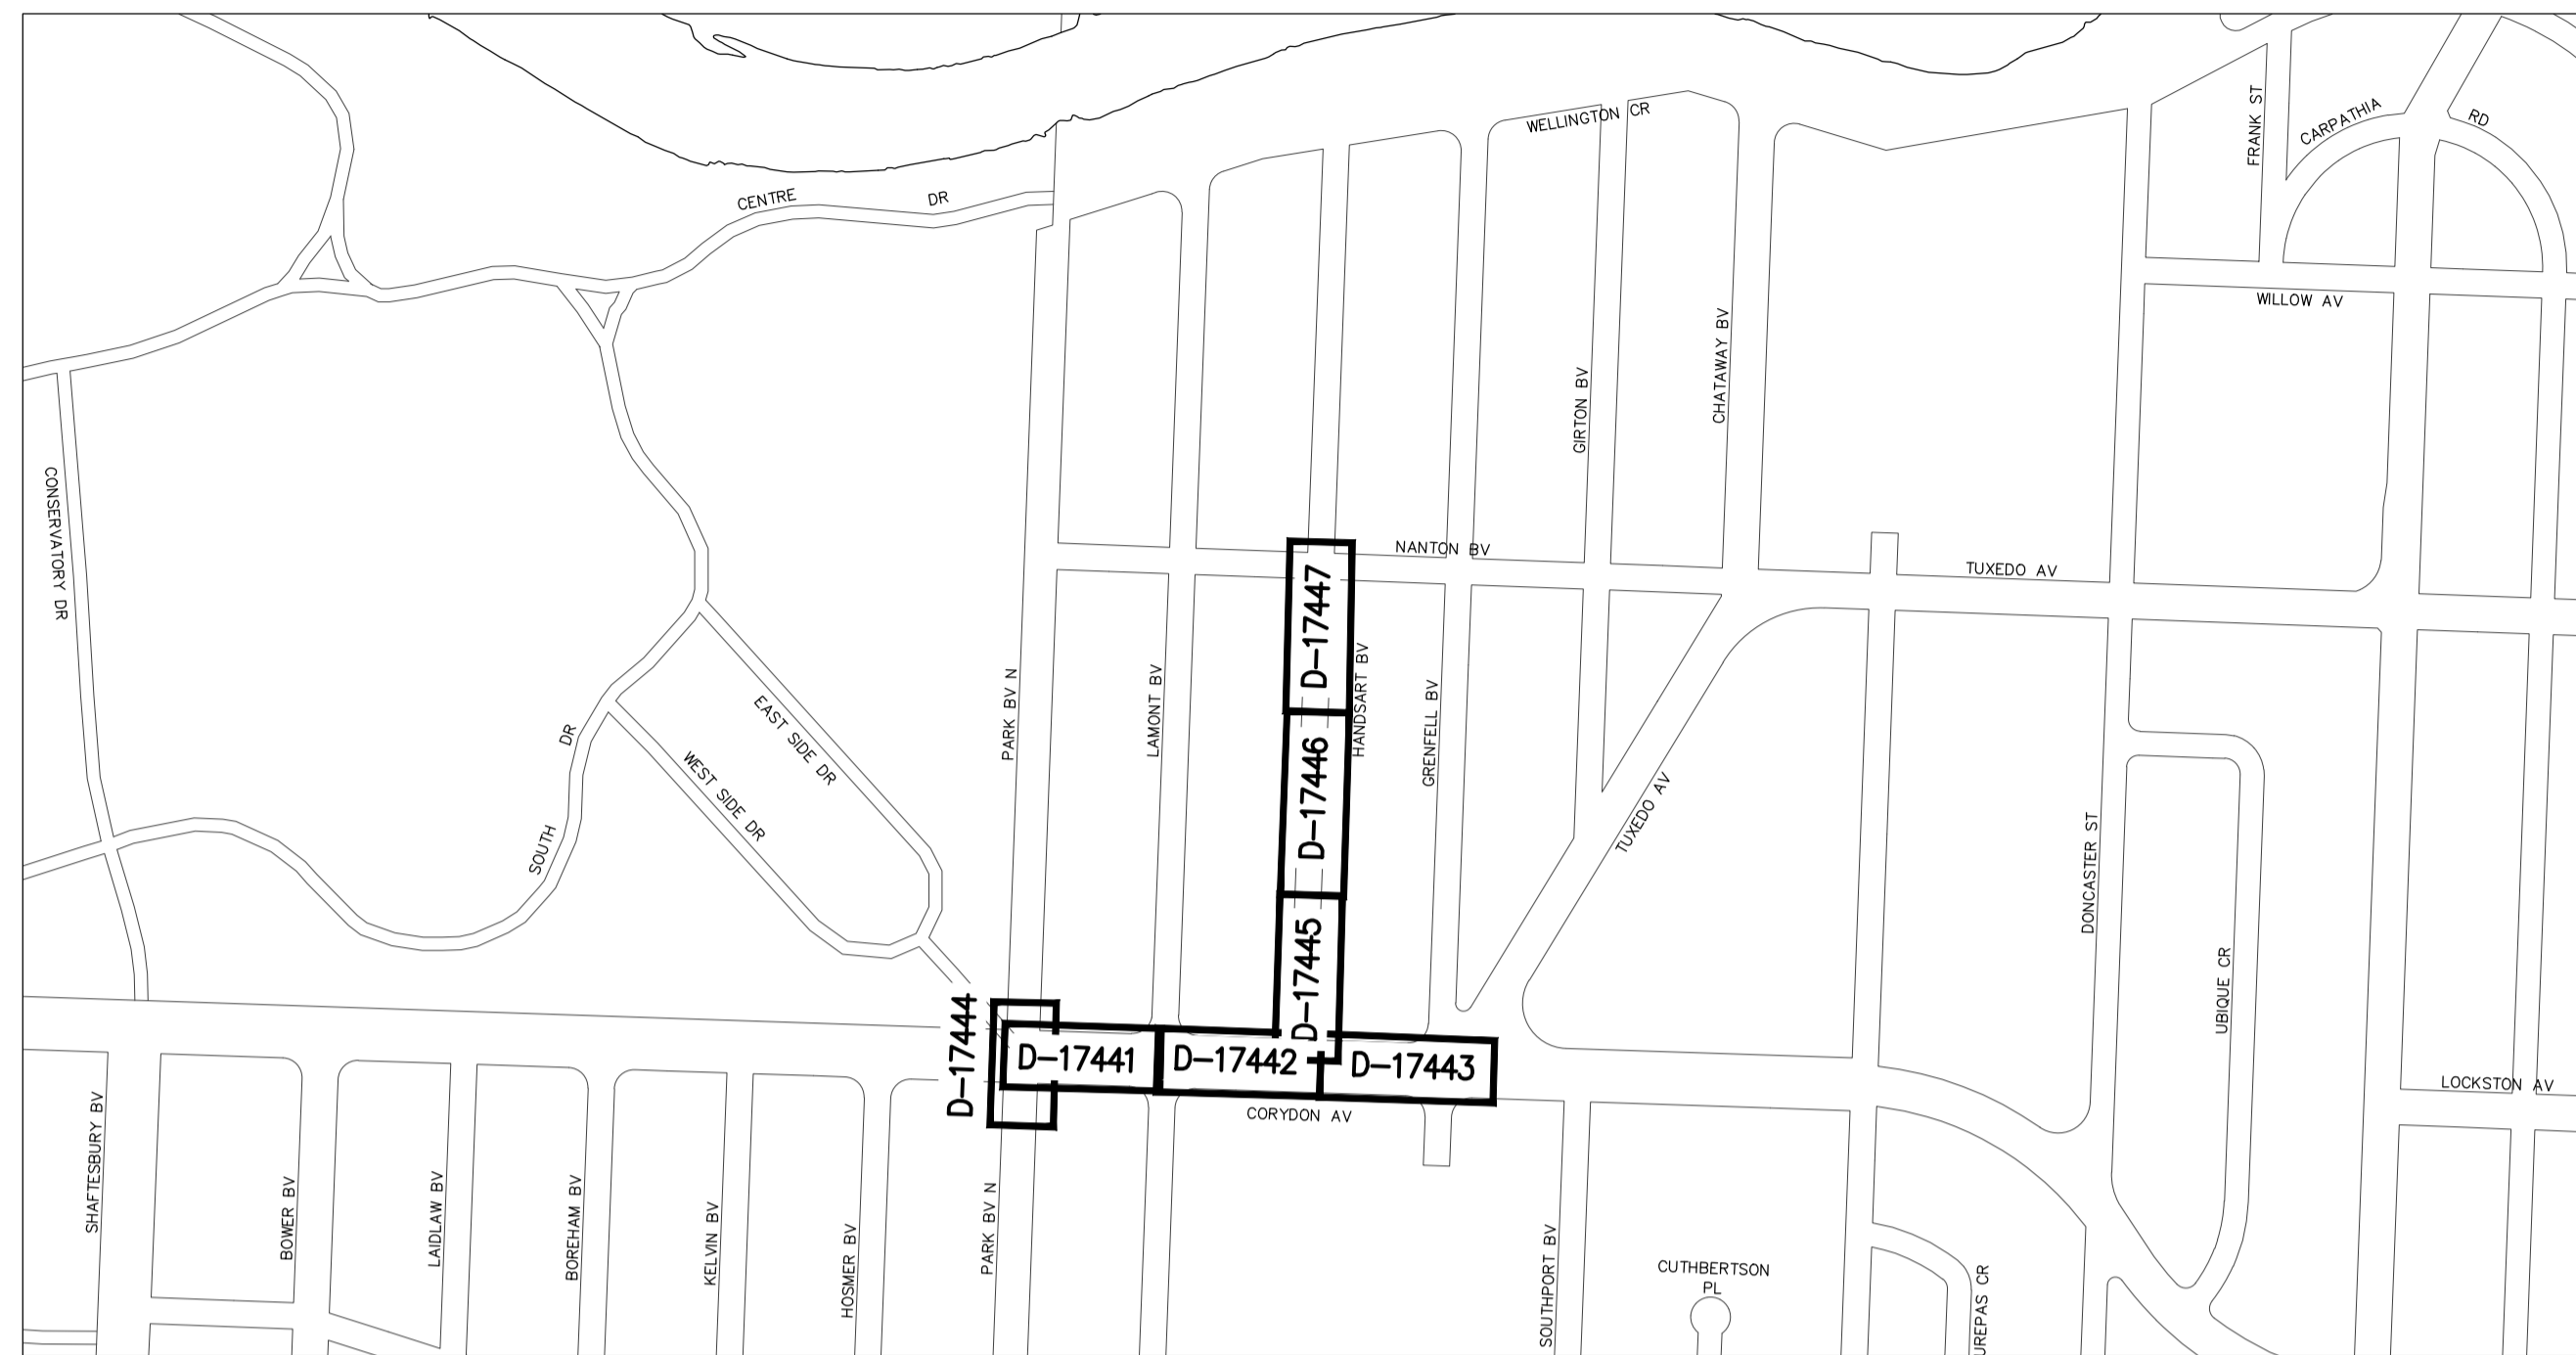 FRANK ST
CARPATHIA
RD
WELLINGTON CR
CENTRE
DR
WILLOW AV
CHATAWAY BV
GIRTON BV
CONSERVATORY DR
NANTON BV
TUXEDO AV
D-17447
HANDSART BV
PARK BV N
LAMONT BV
GRENFELL BV
EAST SIDE DR
WEST SIDE DR
DR
SOUTH
D-17446
TUXEDO AV
DONCASTER ST
UBIQUE CR
D-17445
D-17444
D-17441
D-17442
D-17443
CORYDON AV
LOCKSTON AV
SHAFTESBURY BV
BOWER BV
LAIDLAW BV
BOREHAM BV
KELVIN BV
HOSMER BV
PARK BV N
SOUTHPORT BV
CUTHBERTSON
PL
UREPAS CR